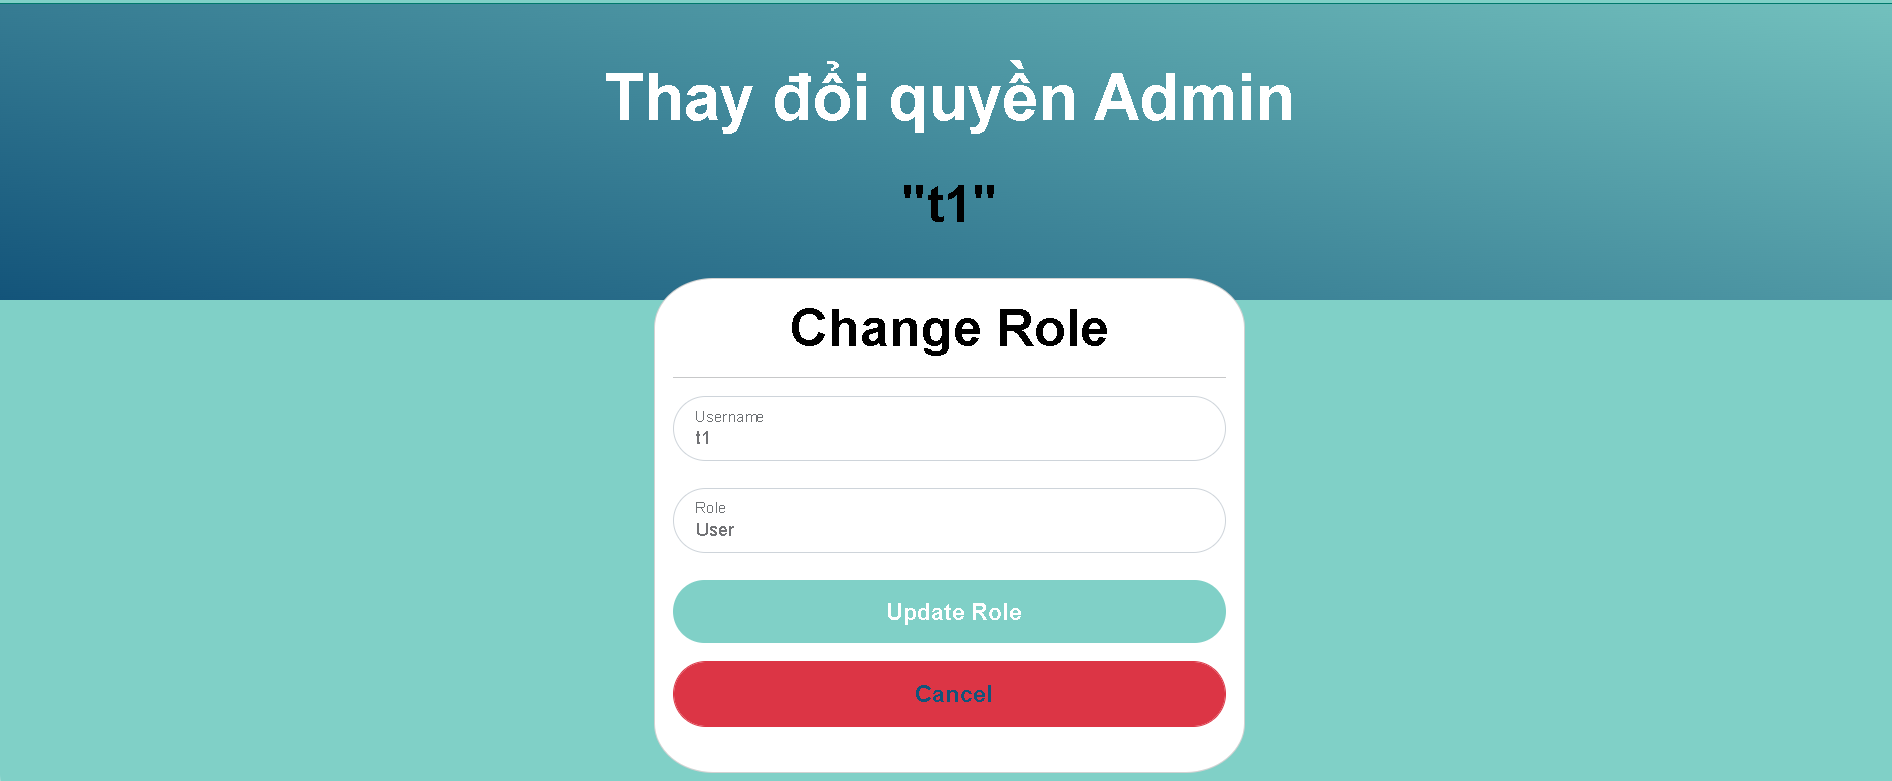 Thay đổi quyền Admin
"t1"
Change Role
Username
t1
Role
User
Update Role
Cancel